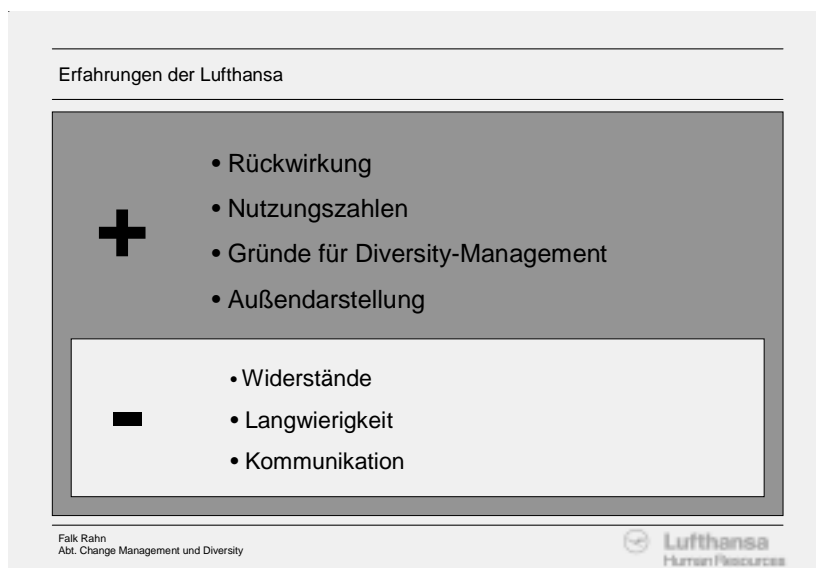 Erfahrungen der Lufthansa
+
• Rückwirkung
• Nutzungszahlen
• Gründe für Diversity-Management
• Außendarstellung
-
• Widerstände
• Langwierigkeit
• Kommunikation
Falk Rahn
Abt. Change Management und Diversity
Lufthansa
Human Resources